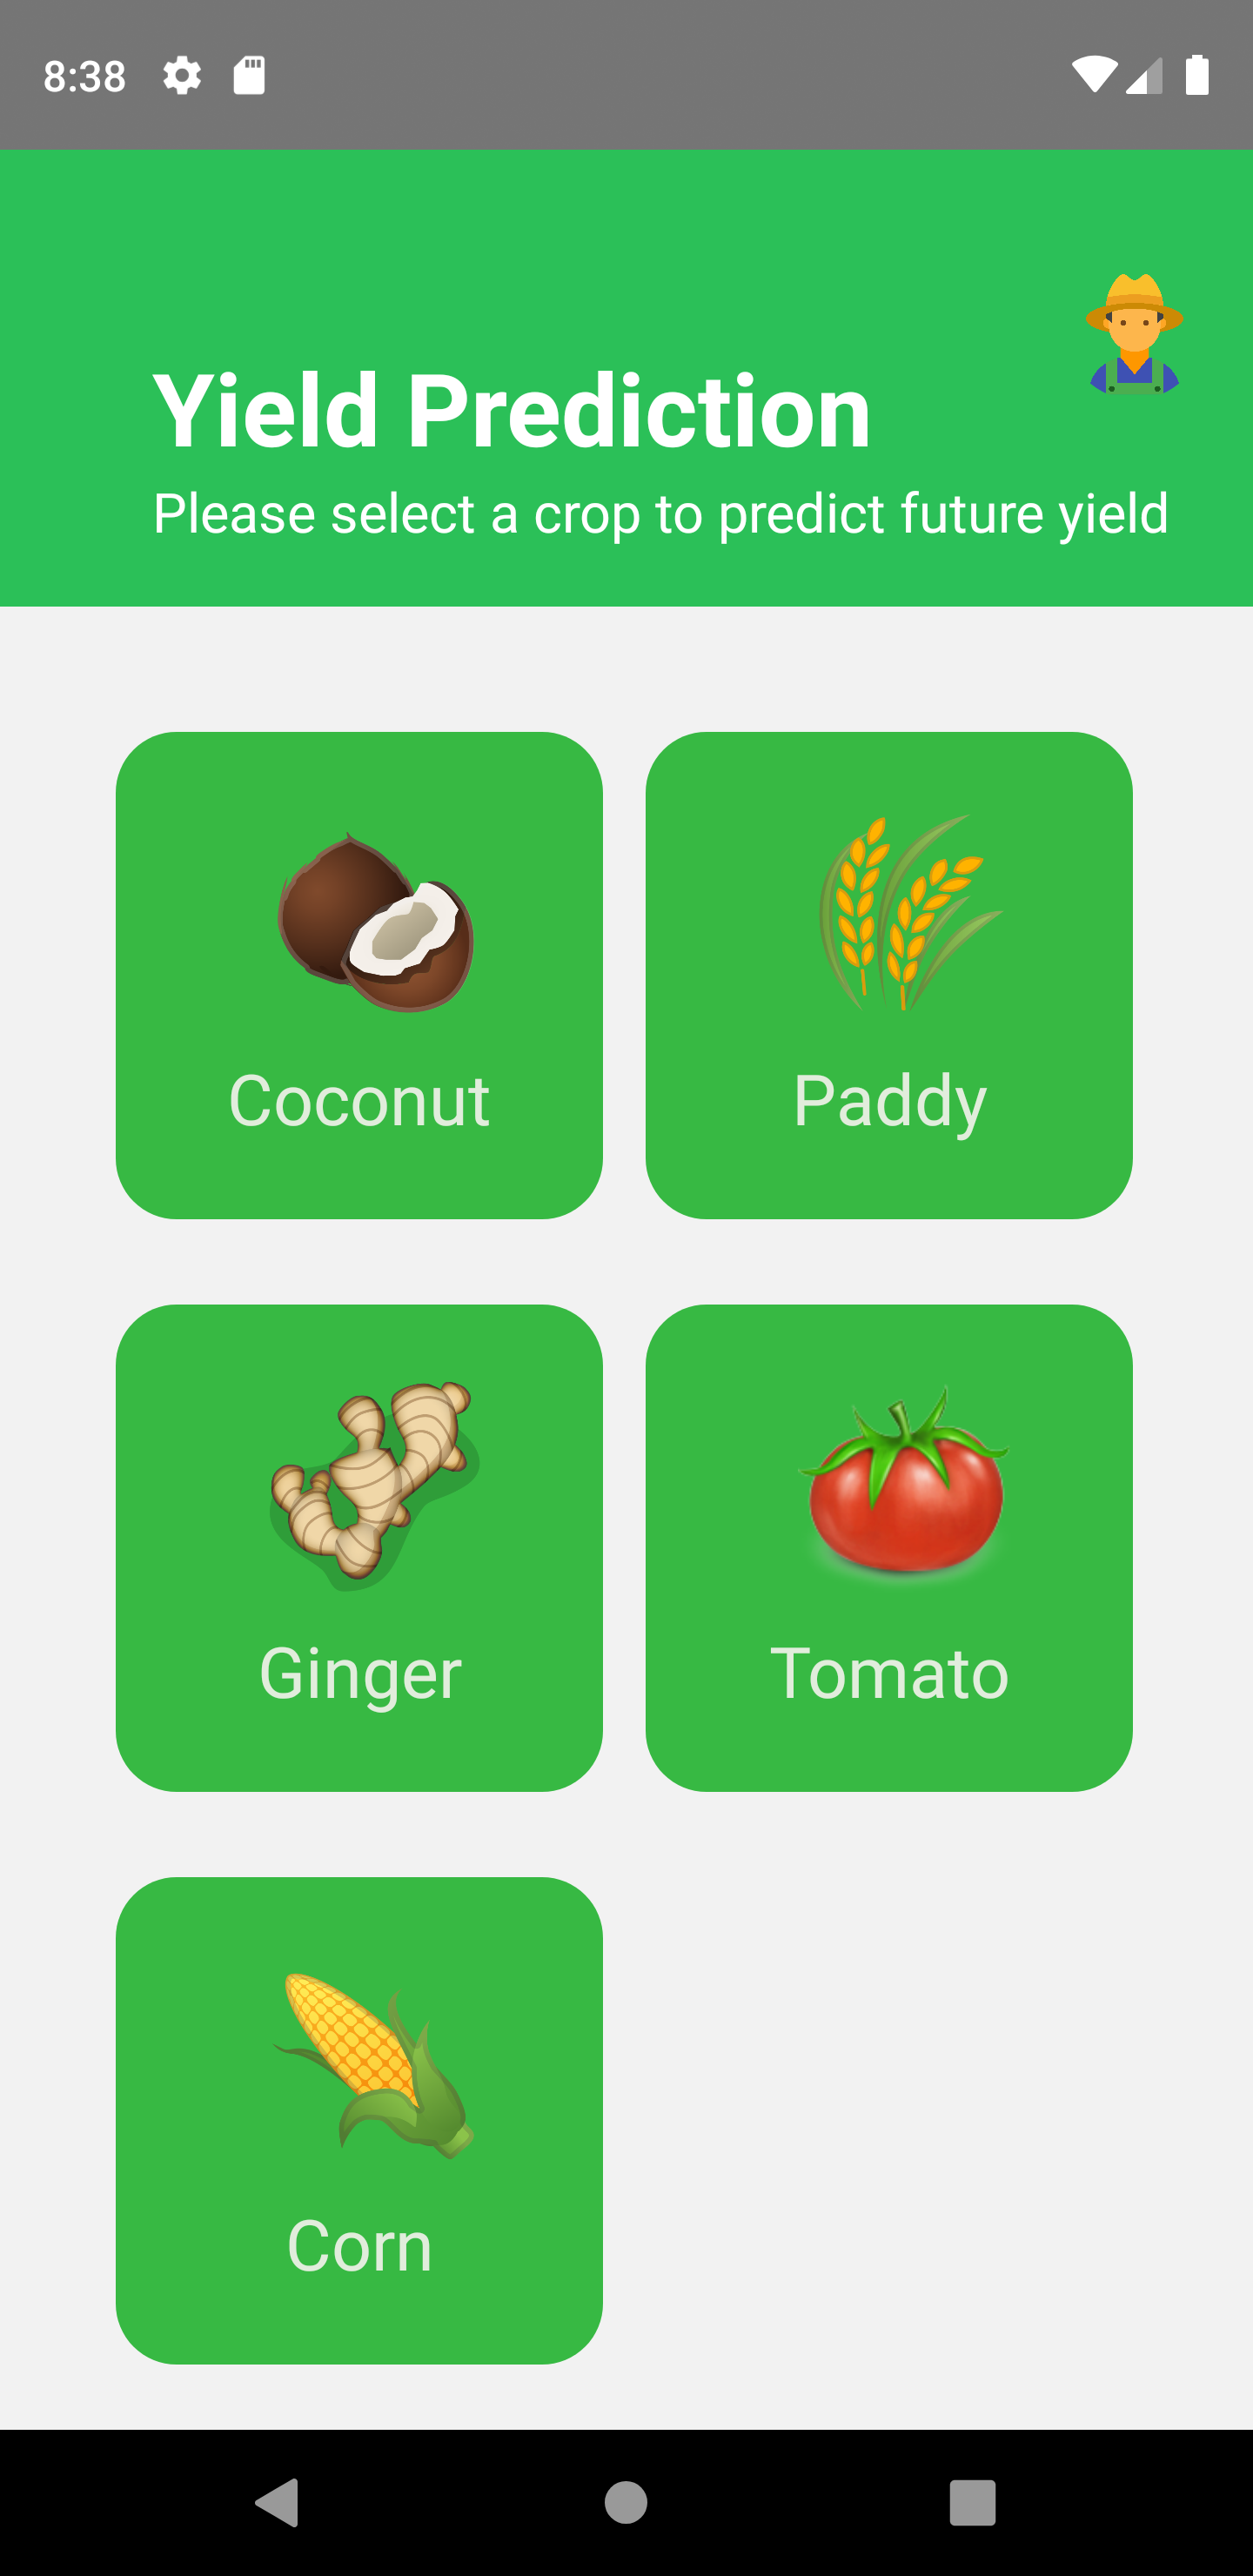 8:38
Yield Prediction
Please select a crop to predict future yield
Coconut
Paddy
Ginger
Tomato
Corn